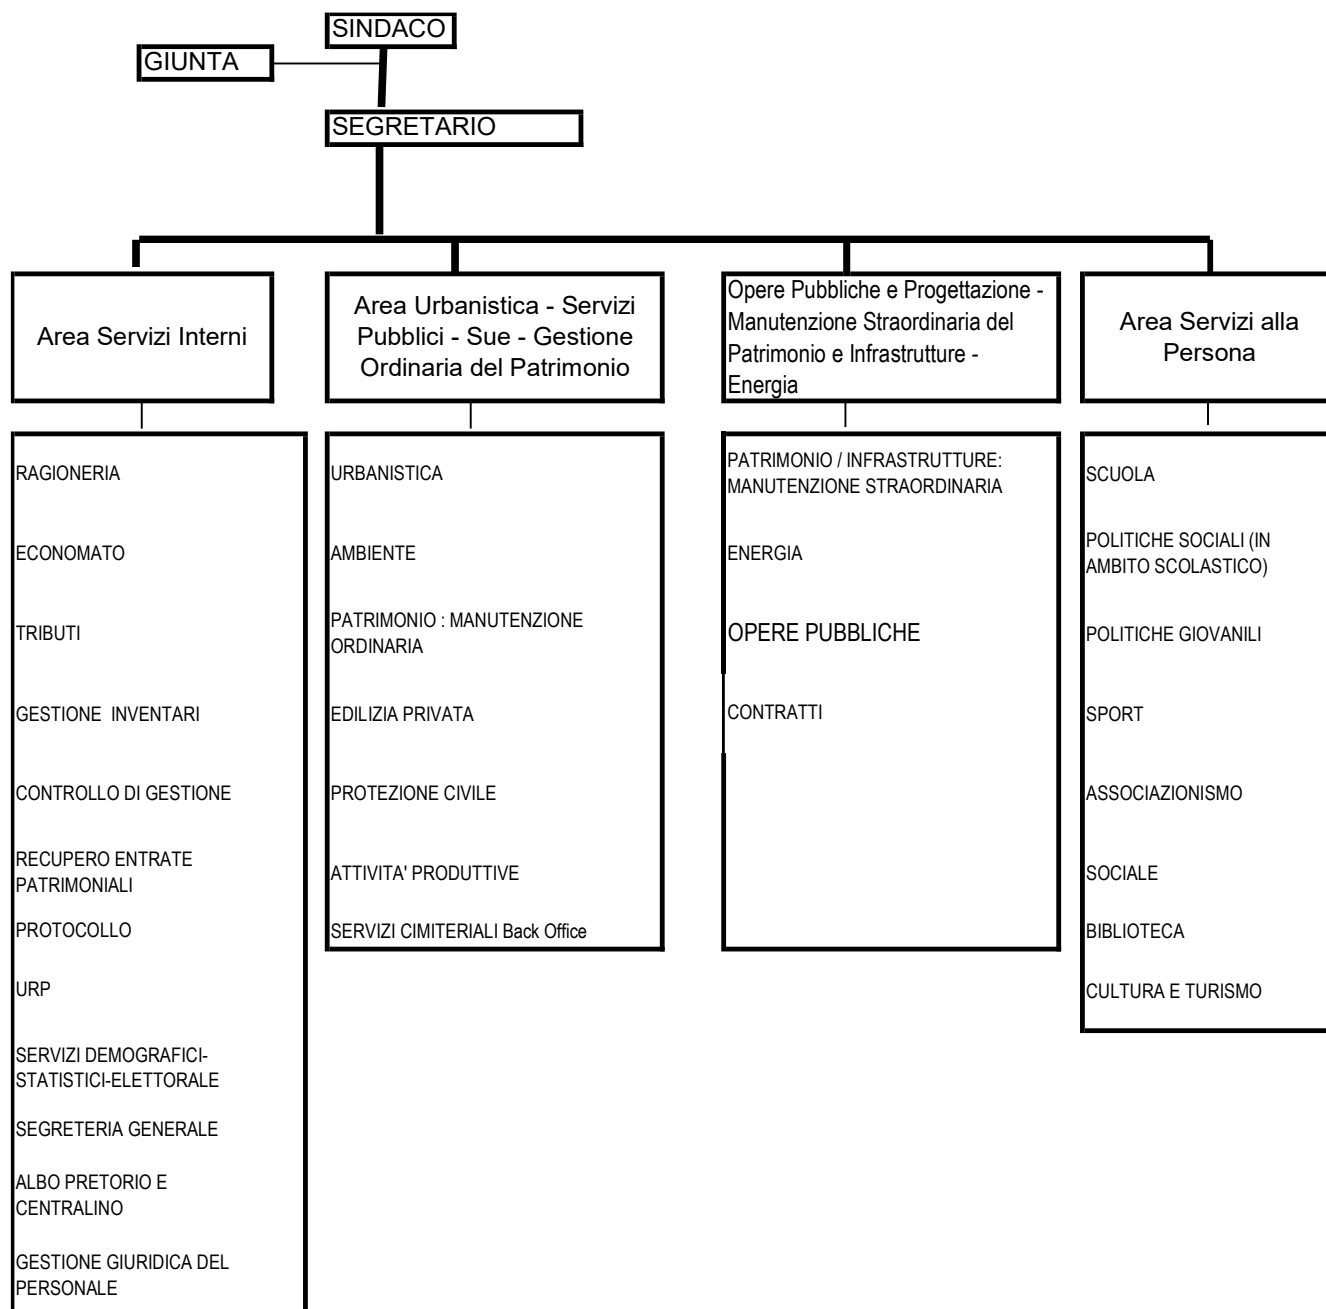 SINDACO
GIUNTA
SEGRETARIO
Area Servizi Interni
Area Urbanistica - Servizi
Pubblici - Sue - Gestione
Ordinaria del Patrimonio
Opere Pubbliche e Progettazione -
Manutenzione Straordinaria del
Patrimonio e Infrastrutture -
Energia
Area Servizi alla
Persona
RAGIONERIA
ECONOMATO
TRIBUTI
GESTIONE  INVENTARI
CONTROLLO DI GESTIONE
RECUPERO ENTRATE
PATRIMONIALI
PROTOCOLLO
URP
SERVIZI DEMOGRAFICI-
STATISTICI-ELETTORALE
SEGRETERIA GENERALE
ALBO PRETORIO E
CENTRALINO
GESTIONE GIURIDICA DEL
PERSONALE
URBANISTICA
AMBIENTE
PATRIMONIO : MANUTENZIONE
ORDINARIA
EDILIZIA PRIVATA
PROTEZIONE CIVILE
ATTIVITA' PRODUTTIVE
SERVIZI CIMITERIALI Back Office
PATRIMONIO / INFRASTRUTTURE:
MANUTENZIONE STRAORDINARIA
ENERGIA
OPERE PUBBLICHE
CONTRATTI
SCUOLA
POLITICHE SOCIALI (IN
AMBITO SCOLASTICO)
POLITICHE GIOVANILI
SPORT
ASSOCIAZIONISMO
SOCIALE
BIBLIOTECA
CULTURA E TURISMO